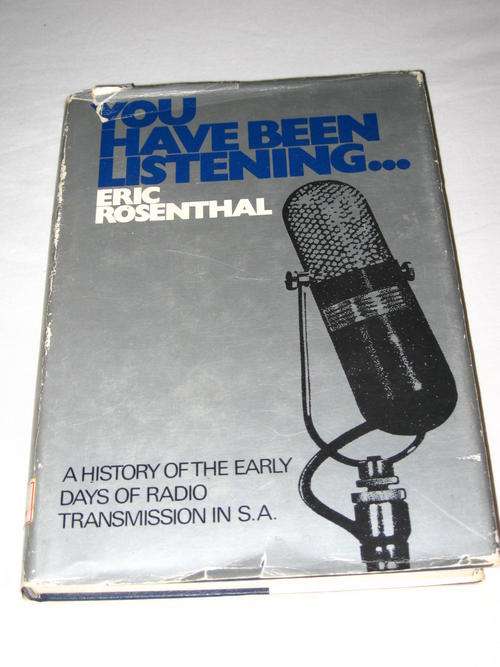 YOU
HAVE BEEN
LISTENING...
ERIC
ROSENTHAL
A HISTORY OF THE EARLY
DAYS OF RADIO
TRANSMISSION IN S.A.